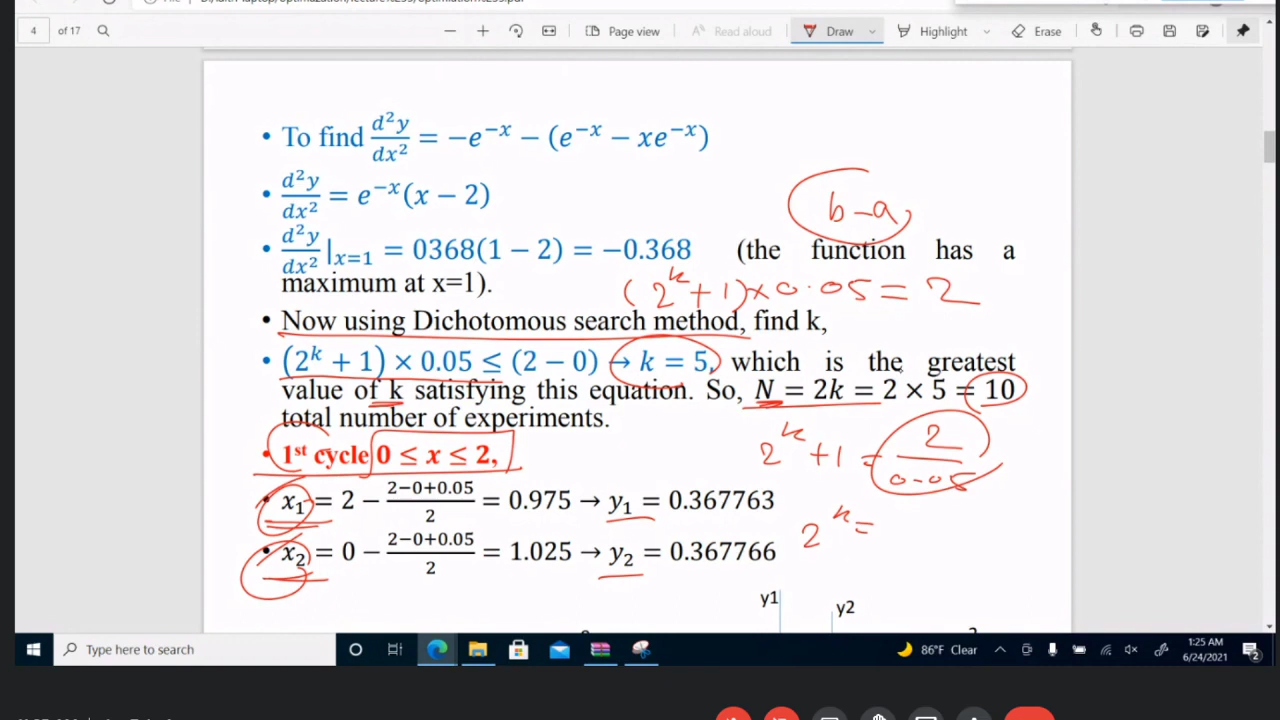 4 of 17 Page view Read aloud Draw Highlight Erase
• To find d²y/dx² = −e⁻ˣ − (e⁻ˣ − xe⁻ˣ)
• d²y/dx² = e⁻ˣ(x − 2)
b-a,
• d²y/dx² |ₓ₌₁ = 0368(1 − 2) = −0.368 (the function has a
maximum at x=1).
(2ᵏ+1)×0.05=2
• Now using Dichotomous search method, find k,
• (2ᵏ + 1) × 0.05 ≤ (2 − 0) → k = 5, which is the greatest
value of k satisfying this equation. So, N = 2k = 2 × 5 = 10
total number of experiments.
2ᵏ+1 = 2/0.05
• 1ˢᵗ cycle 0 ≤ x ≤ 2,
• x₁ = 2 − (2−0+0.05)/2 = 0.975 → y₁ = 0.367763
2ᵏ=
• x₂ = 0 − (2−0+0.05)/2 = 1.025 → y₂ = 0.367766
y1 y2
Type here to search 86°F Clear 1:25 AM
6/24/2021 2